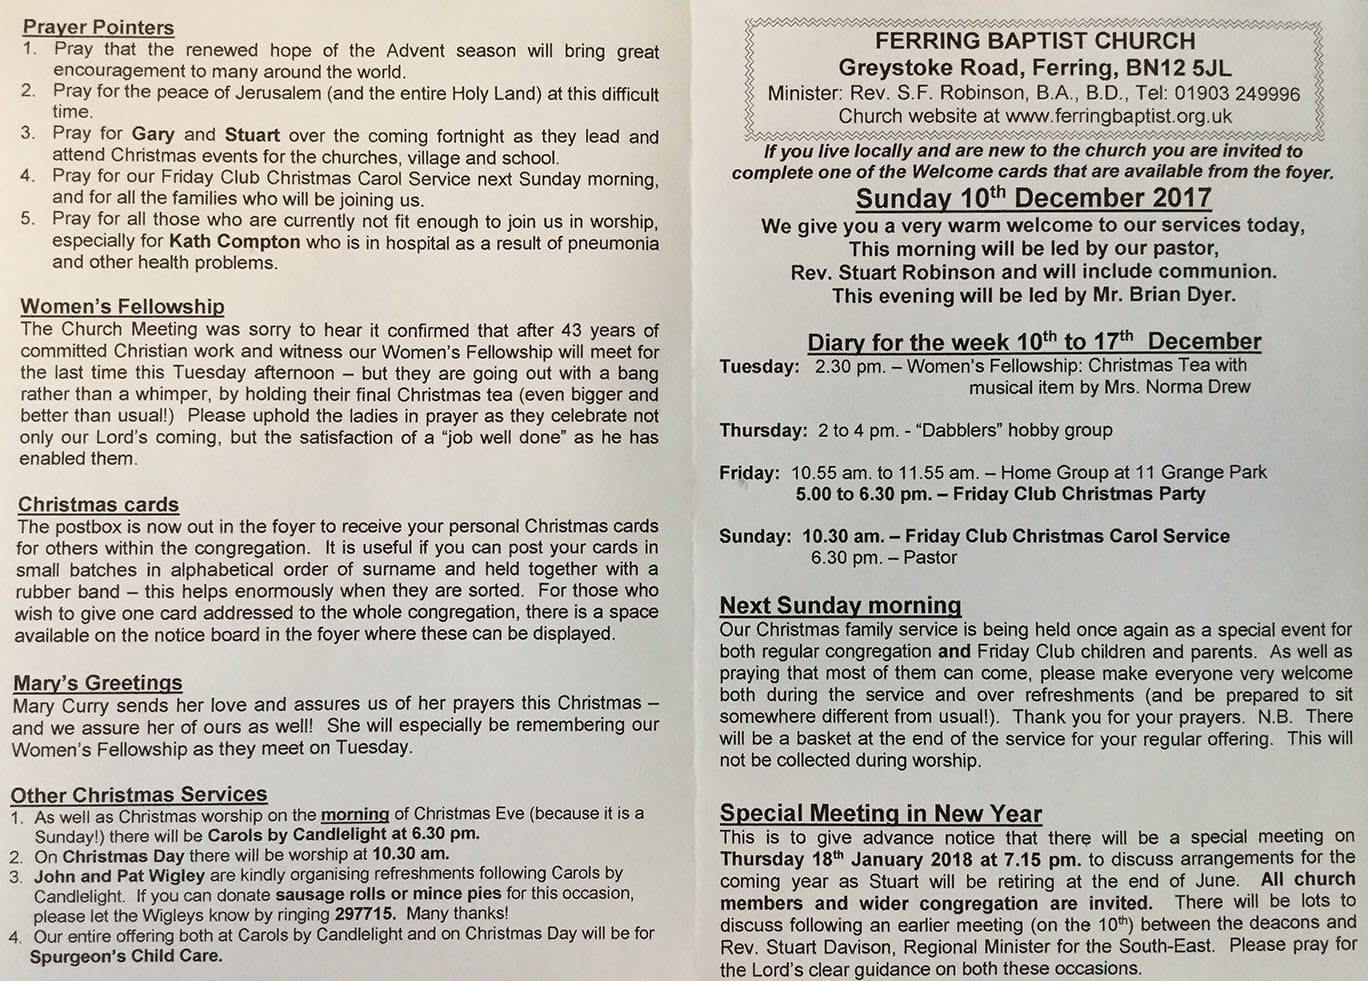 Prayer Pointers
1. Pray that the renewed hope of the Advent season will bring great
encouragement to many around the world.
2. Pray for the peace of Jerusalem (and the entire Holy Land) at this difficult
time.
3. Pray for Gary and Stuart over the coming fortnight as they lead and
attend Christmas events for the churches, village and school.
4. Pray for our Friday Club Christmas Carol Service next Sunday morning,
and for all the families who will be joining us.
5. Pray for all those who are currently not fit enough to join us in worship,
especially for Kath Compton who is in hospital as a result of pneumonia
and other health problems.
Women's Fellowship
The Church Meeting was sorry to hear it confirmed that after 43 years of
committed Christian work and witness our Women's Fellowship will meet for
the last time this Tuesday afternoon – but they are going out with a bang
rather than a whimper, by holding their final Christmas tea (even bigger and
better than usual!) Please uphold the ladies in prayer as they celebrate not
only our Lord's coming, but the satisfaction of a "job well done" as he has
enabled them.
Christmas cards
The postbox is now out in the foyer to receive your personal Christmas cards
for others within the congregation. It is useful if you can post your cards in
small batches in alphabetical order of surname and held together with a
rubber band – this helps enormously when they are sorted. For those who
wish to give one card addressed to the whole congregation, there is a space
available on the notice board in the foyer where these can be displayed.
Mary's Greetings
Mary Curry sends her love and assures us of her prayers this Christmas –
and we assure her of ours as well! She will especially be remembering our
Women's Fellowship as they meet on Tuesday.
Other Christmas Services
1. As well as Christmas worship on the morning of Christmas Eve (because it is a
Sunday!) there will be Carols by Candlelight at 6.30 pm.
2. On Christmas Day there will be worship at 10.30 am.
3. John and Pat Wigley are kindly organising refreshments following Carols by
Candlelight. If you can donate sausage rolls or mince pies for this occasion,
please let the Wigleys know by ringing 297715. Many thanks!
4. Our entire offering both at Carols by Candlelight and on Christmas Day will be for
Spurgeon's Child Care.
FERRING BAPTIST CHURCH
Greystoke Road, Ferring, BN12 5JL
Minister: Rev. S.F. Robinson, B.A., B.D., Tel: 01903 249996
Church website at www.ferringbaptist.org.uk
If you live locally and are new to the church you are invited to
complete one of the Welcome cards that are available from the foyer.
Sunday 10th December 2017
We give you a very warm welcome to our services today,
This morning will be led by our pastor,
Rev. Stuart Robinson and will include communion.
This evening will be led by Mr. Brian Dyer.
Diary for the week 10th to 17th December
Tuesday: 2.30 pm. – Women's Fellowship: Christmas Tea with
musical item by Mrs. Norma Drew
Thursday: 2 to 4 pm. - "Dabblers" hobby group
Friday: 10.55 am. to 11.55 am. – Home Group at 11 Grange Park
5.00 to 6.30 pm. – Friday Club Christmas Party
Sunday: 10.30 am. – Friday Club Christmas Carol Service
6.30 pm. – Pastor
Next Sunday morning
Our Christmas family service is being held once again as a special event for
both regular congregation and Friday Club children and parents. As well as
praying that most of them can come, please make everyone very welcome
both during the service and over refreshments (and be prepared to sit
somewhere different from usual!). Thank you for your prayers. N.B. There
will be a basket at the end of the service for your regular offering. This will
not be collected during worship.
Special Meeting in New Year
This is to give advance notice that there will be a special meeting on
Thursday 18th January 2018 at 7.15 pm. to discuss arrangements for the
coming year as Stuart will be retiring at the end of June. All church
members and wider congregation are invited. There will be lots to
discuss following an earlier meeting (on the 10th) between the deacons and
Rev. Stuart Davison, Regional Minister for the South-East. Please pray for
the Lord's clear guidance on both these occasions.